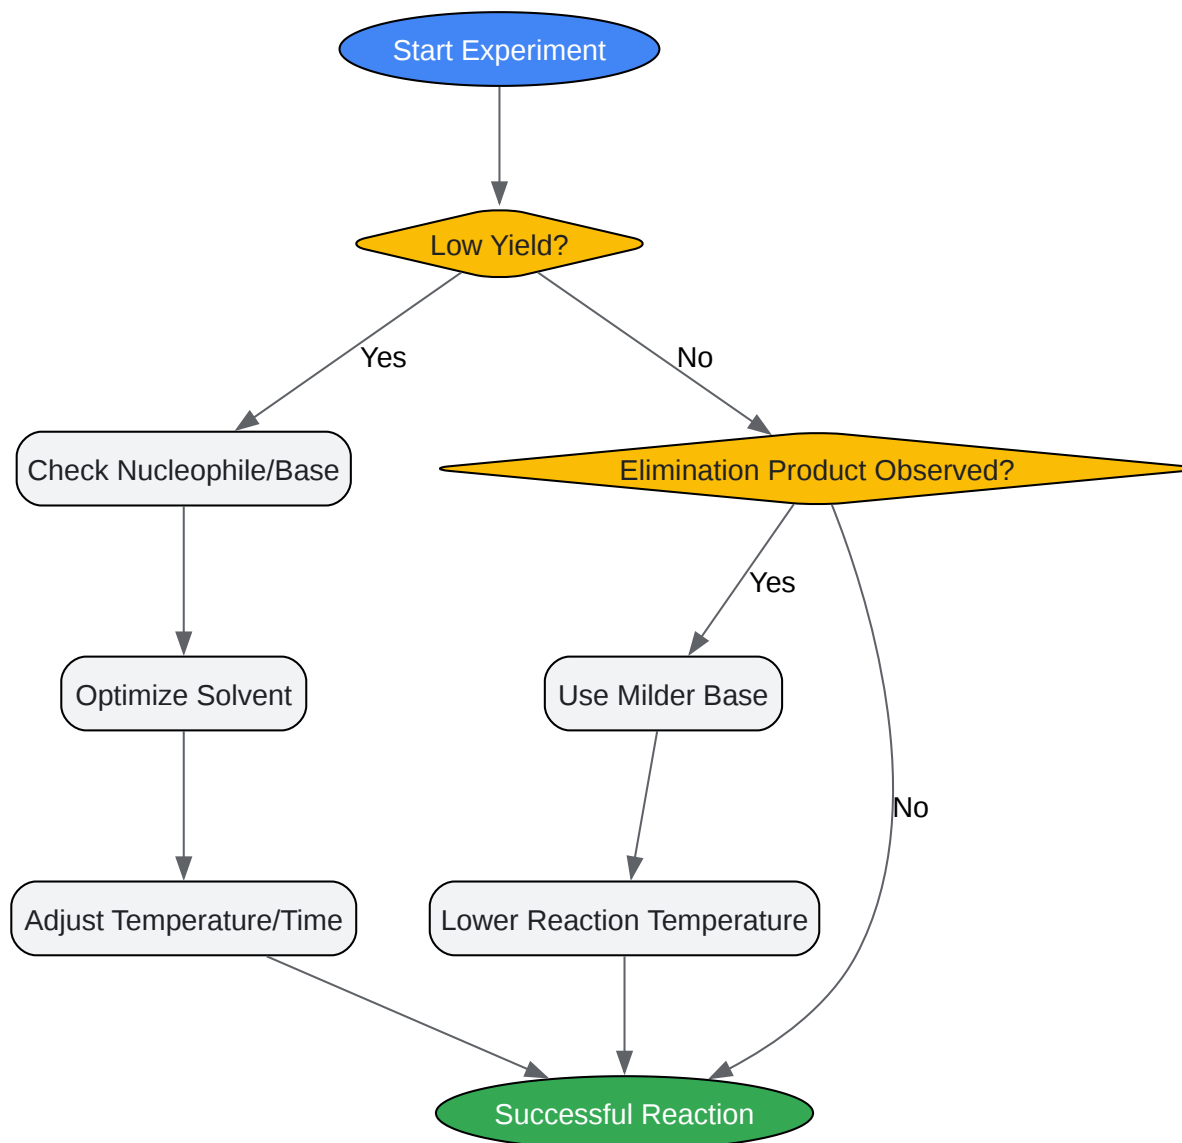 Start Experiment
Low Yield?
Yes
No
Check Nucleophile/Base
Elimination Product Observed?
Yes
Optimize Solvent
Use Milder Base
No
Adjust Temperature/Time
Lower Reaction Temperature
Successful Reaction